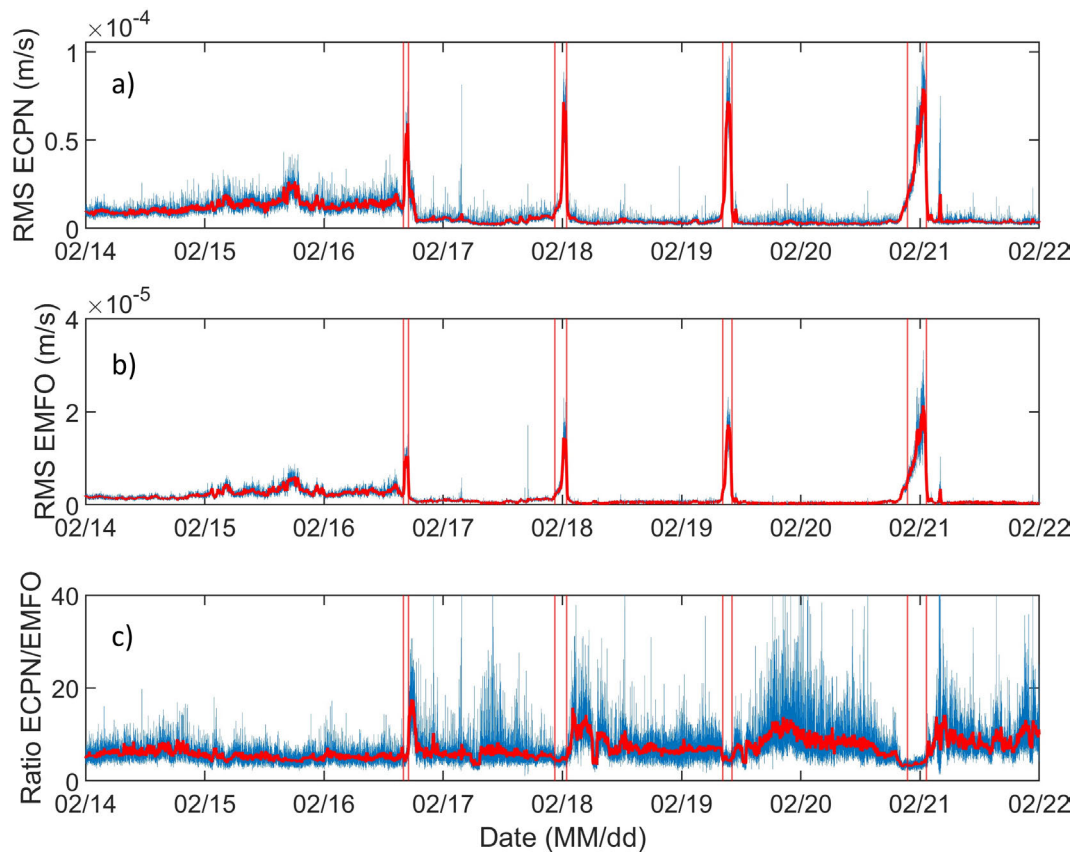 ×10⁻⁴
a)
RMS ECPN (m/s)
1
0.5
0
02/14 02/15 02/16 02/17 02/18 02/19 02/20 02/21 02/22
×10⁻⁵
b)
RMS EMFO (m/s)
4
2
0
02/14 02/15 02/16 02/17 02/18 02/19 02/20 02/21 02/22
c)
Ratio ECPN/EMFO
40
20
0
02/14 02/15 02/16 02/17 02/18 02/19 02/20 02/21 02/22
Date (MM/dd)